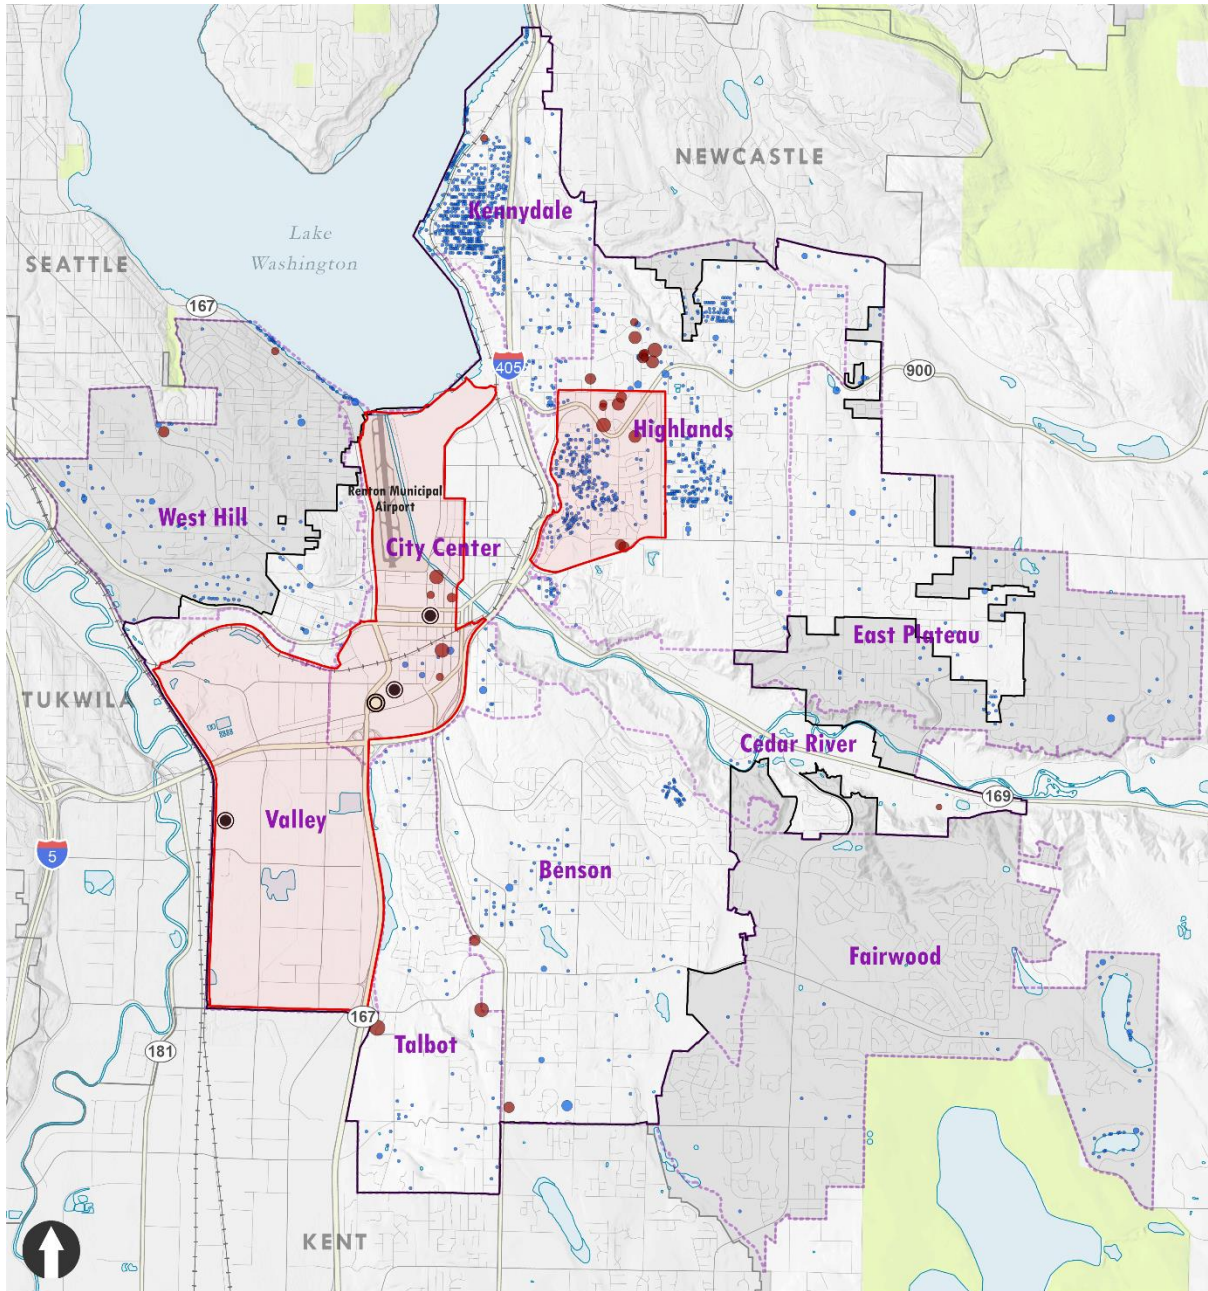 NEWCASTLE
Kennydale
Lake
Washington
SEATTLE
167
405
900
Highlands
Renton Municipal
Airport
West Hill
City Center
East Plateau
TUKWILA
Cedar River
169
Valley
5
Benson
Fairwood
167
Talbot
181
KENT